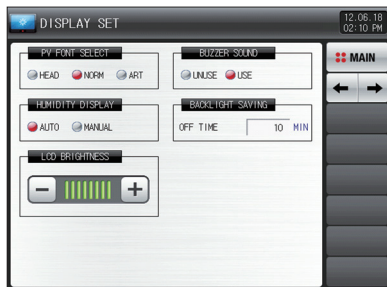 DISPLAY SET
12.06.18
02:10 PM
PV FONT SELECT
HEAD NORM ART
BUZZER SOUND
UNUSE USE
MAIN
HUMIDITY DISPLAY
AUTO MANUAL
BACKLIGHT SAVING
OFF TIME 10 MIN
LCD BRIGHTNESS